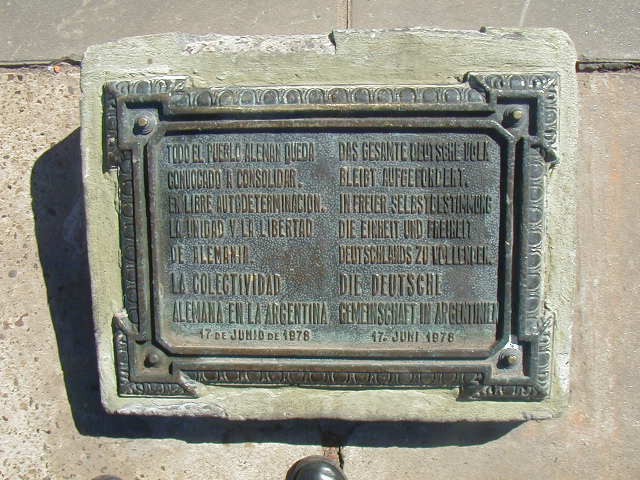 TODO EL PUEBLO ALEMAN QUEDA
CONVOCADO A CONSOLIDAR,
EN LIBRE AUTODETERMINACION,
LA UNIDAD Y LA LIBERTAD
DE ALEMANIA.
LA COLECTIVIDAD
ALEMANA EN LA ARGENTINA
17 DE JUNIO DE 1976
DAS GESAMTE DEUTSCHE VOLK
BLEIBT AUFGEFORDERT,
IN FREIER SELBSTBESTIMMUNG
DIE EINHEIT UND FREIHEIT
DEUTSCHLANDS ZU VOLLENDEN.
DIE DEUTSCHE
GEMEINSCHAFT IN ARGENTINIEN
17. JUNI 1976